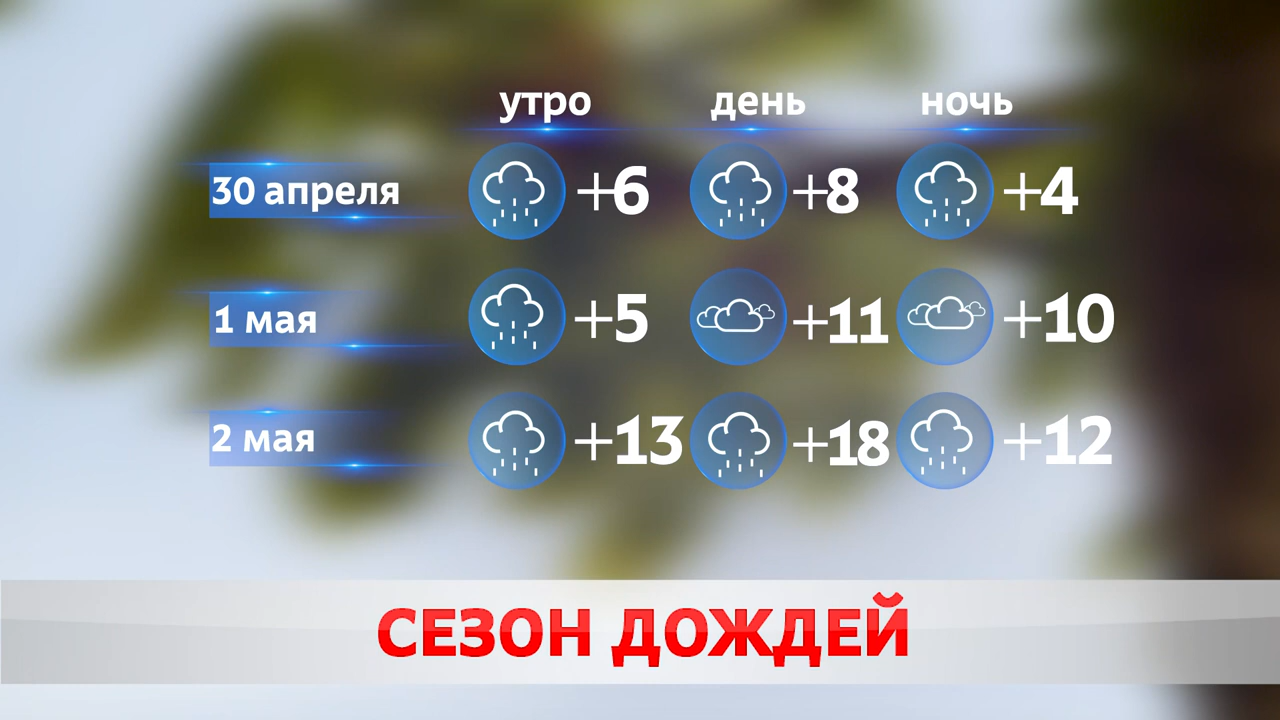 утро день ночь
30 апреля +6 +8 +4
1 мая +5 +11 +10
2 мая +13 +18 +12
СЕЗОН ДОЖДЕЙ